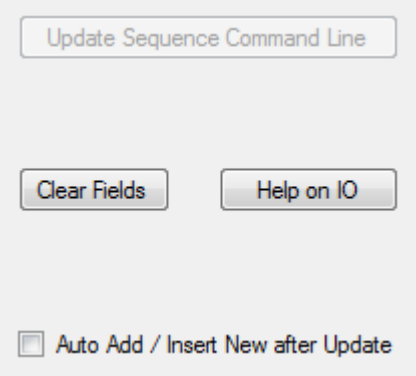 Update Sequence Command Line
Clear Fields
Help on IO
Auto Add / Insert New after Update